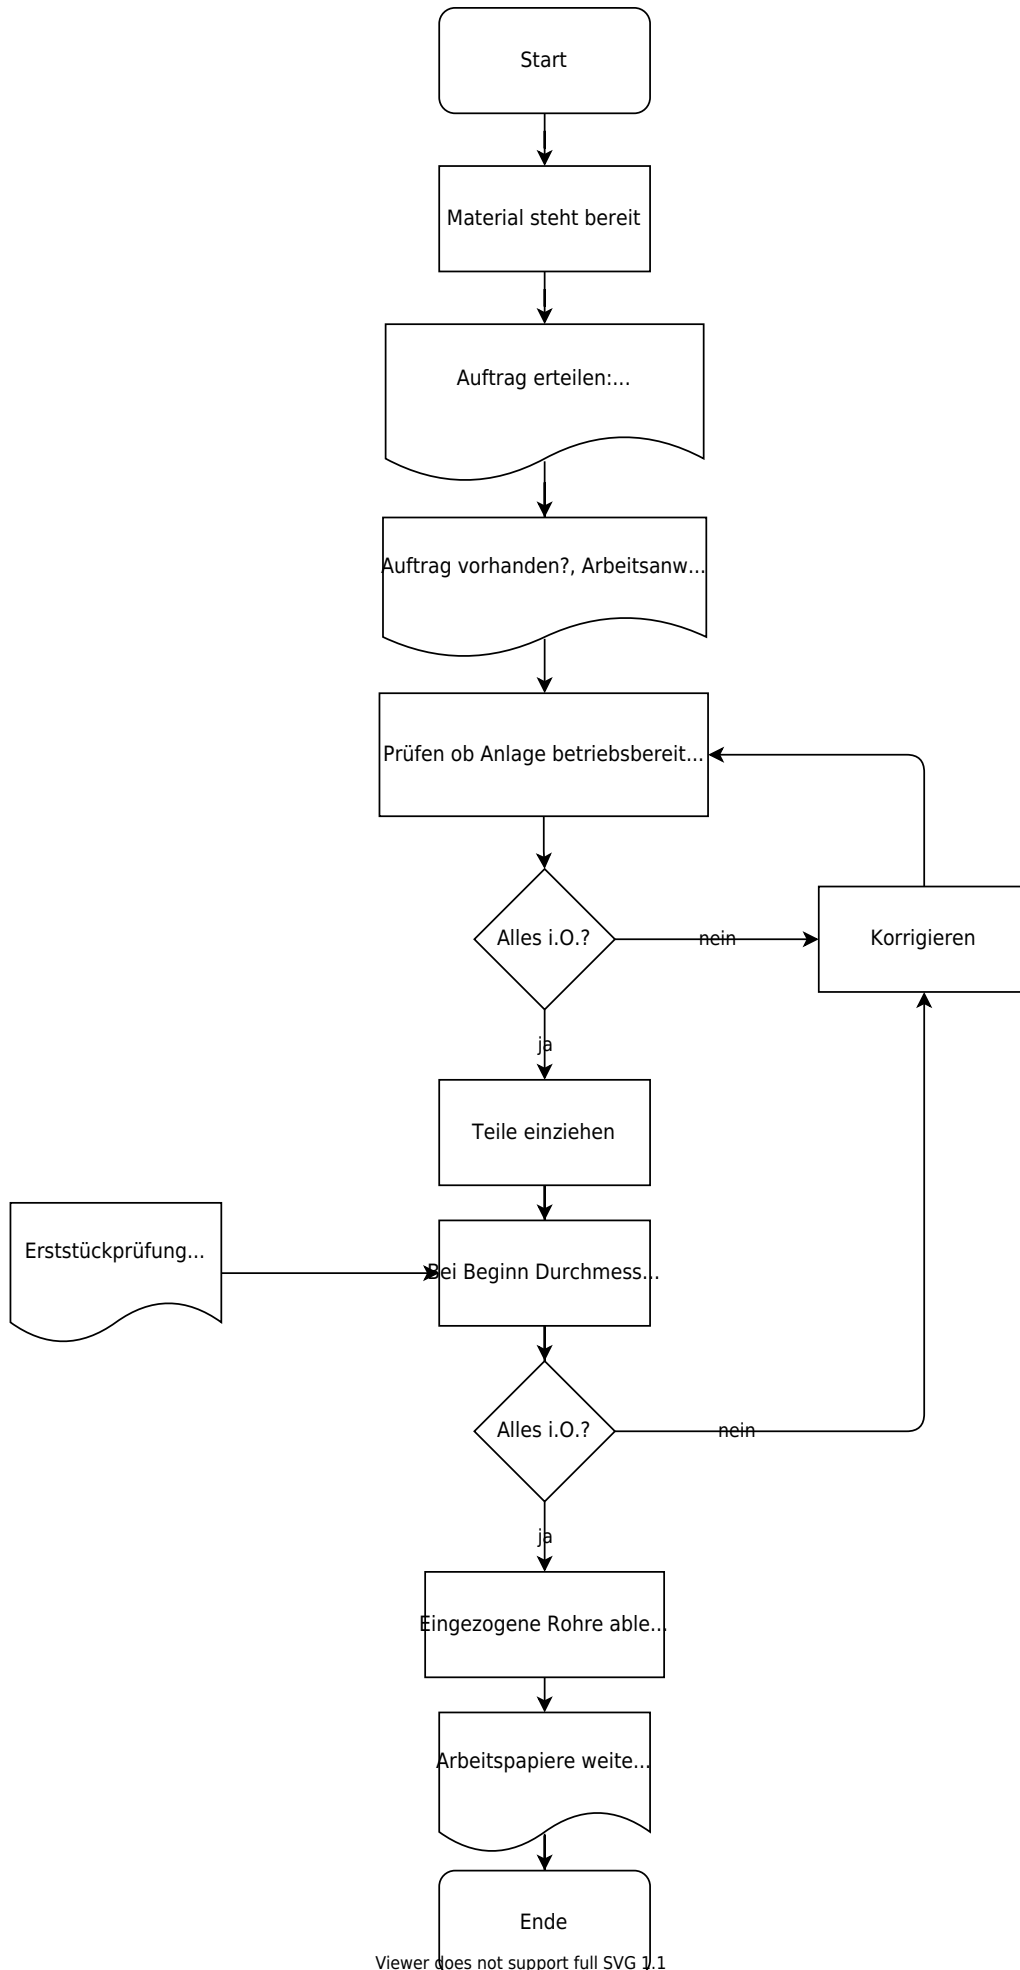 Start
Material steht bereit
Auftrag erteilen:...
Auftrag vorhanden?, Arbeitsanw...
Prüfen ob Anlage betriebsbereit...
Alles i.O.?
nein
Korrigieren
ja
Teile einziehen
Erststückprüfung...
Bei Beginn Durchmess...
Alles i.O.?
nein
ja
Eingezogene Rohre able...
Arbeitspapiere weite...
Ende
Viewer does not support full SVG 1.1